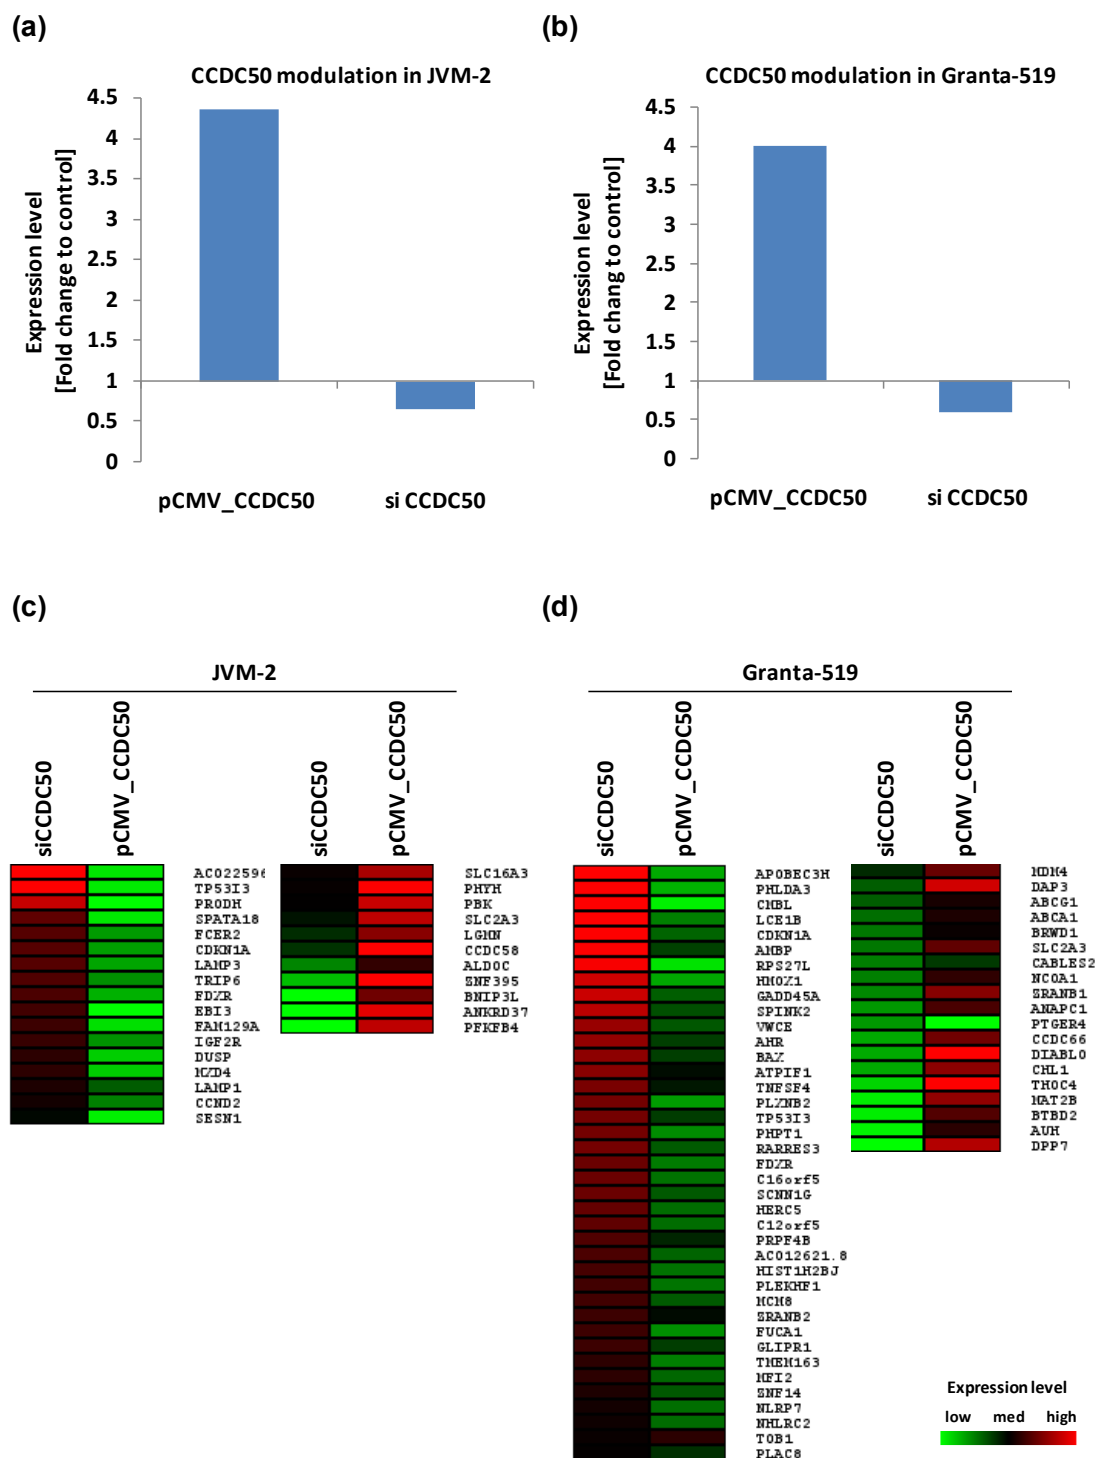 (a)
(b)
CCDC50 modulation in JVM-2
CCDC50 modulation in Granta-519
Expression level
[Fold change to control]
4.5
4
3.5
3
2.5
2
1.5
1
0.5
0
pCMV_CCDC50
si CCDC50
Expression level
[Fold chang to control]
4.5
4
3.5
3
2.5
2
1.5
1
0.5
0
pCMV_CCDC50
si CCDC50
(c)
(d)
JVM-2
Granta-519
siCCDC50
pCMV_CCDC50
AC022596
TP53I3
PRODH
SPATA18
FCER2
CDKN1A
LAMP3
TRIP6
FDXR
EBI3
FAM129A
IGF2R
DUSP
MXD4
LAMP1
CCND2
SESN1
siCCDC50
pCMV_CCDC50
SLC16A3
PHYH
PBK
SLC2A3
LGMN
CCDC58
ALDOC
ZNF395
BNIP3L
ANKRD37
PFKFB4
siCCDC50
pCMV_CCDC50
APOBEC3H
PHLDA3
CMBL
LCE1B
CDKN1A
AMBP
RPS27L
HMOX1
GADD45A
SPINK2
VWCE
AHR
BAX
ATPIF1
TNFSF4
PLXNB2
TP53I3
PHPT1
RARRES3
FDXR
C16orf5
SCNN1G
HERC5
C12orf5
PRPF4B
AC012621.8
HIST1H2BJ
PLEKHF1
MCM8
ZRANB2
FUCA1
GLIPR1
TMEM163
MFI2
ZNF14
NLRP7
NHLRC2
TOB1
PLAC8
siCCDC50
pCMV_CCDC50
MDM4
DAP3
ABCG1
ABCA1
BRWD1
SLC2A3
CABLES2
NCOA1
ZRANB1
ANAPC1
PTGER4
CCDC66
DIABLO
CHL1
THOC4
MAT2B
BTBD2
AUH
DPP7
Expression level
low med high